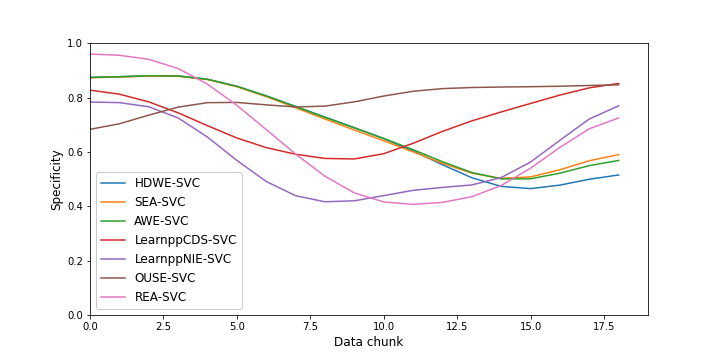 1.0
0.8
0.6
0.4
0.2
0.0
Specificity
HDWE-SVC
SEA-SVC
AWE-SVC
LearnppCDS-SVC
LearnppNIE-SVC
OUSE-SVC
REA-SVC
0.0 2.5 5.0 7.5 10.0 12.5 15.0 17.5
Data chunk